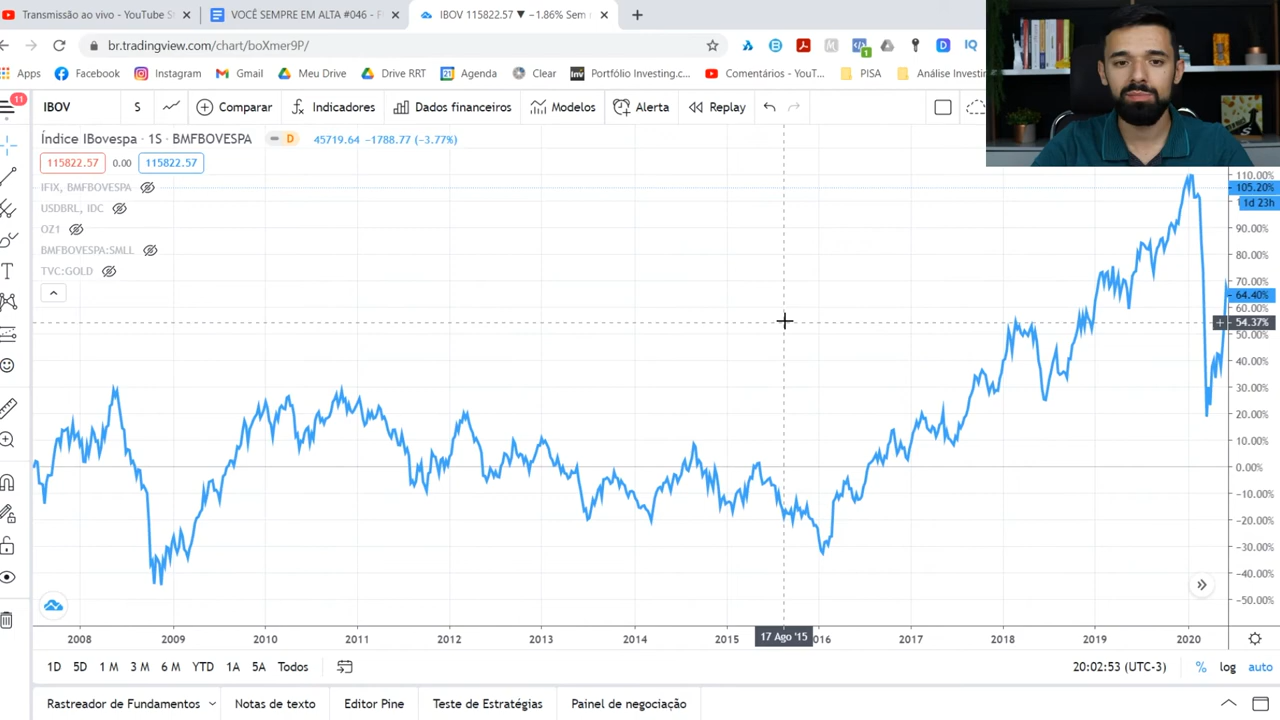 Transmissão ao vivo - YouTube S
VOCÊ SEMPRE EM ALTA #046 - F
IBOV 115822.57 ▼ −1.86% Sem n
br.tradingview.com/chart/boXmer9P/
Apps
Facebook
Instagram
Gmail
Meu Drive
Drive RRT
Agenda
Clear
Portfólio Investing.c...
Comentários - YouT...
PISA
Análise Investin
11
IBOV
S
Comparar
Indicadores
Dados financeiros
Modelos
Alerta
Replay
Índice IBovespa · 1S · BMFBOVESPA
D
45719.64 −1788.77 (−3.77%)
115822.57
0.00
115822.57
IFIX, BMFBOVESPA
USDBRL, IDC
OZ1
BMFBOVESPA:SMLL
TVC:GOLD
110.00%
105.20%
1d 23h
90.00%
80.00%
70.00%
64.40%
60.00%
54.37%
50.00%
40.00%
30.00%
20.00%
10.00%
0.00%
−10.00%
−20.00%
−30.00%
−40.00%
−50.00%
2008
2009
2010
2011
2012
2013
2014
2015
17 Ago '15
016
2017
2018
2019
2020
1D
5D
1 M
3 M
6 M
YTD
1A
5A
Todos
20:02:53 (UTC-3)
%
log
auto
Rastreador de Fundamentos
Notas de texto
Editor Pine
Teste de Estratégias
Painel de negociação